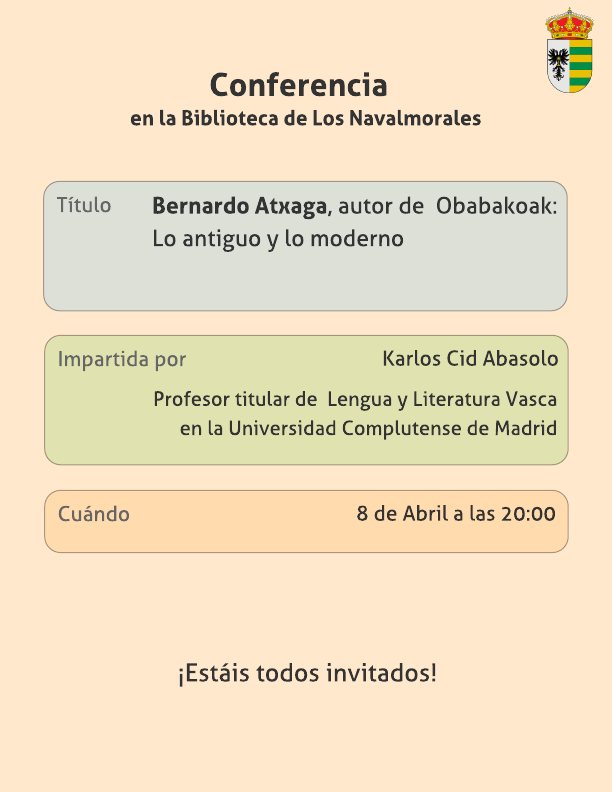 Conferencia
en la Biblioteca de Los Navalmorales
Título
Bernardo Atxaga, autor de Obabakoak:
Lo antiguo y lo moderno
Impartida por
Karlos Cid Abasolo
Profesor titular de Lengua y Literatura Vasca
en la Universidad Complutense de Madrid
Cuándo
8 de Abril a las 20:00
¡Estáis todos invitados!